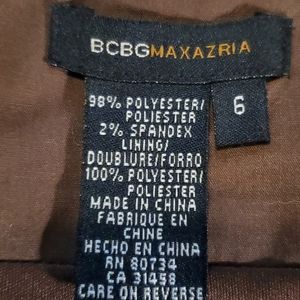 BCBGMAXAZRIA
6
98% POLYESTER/
POLIESTER
2% SPANDEX
LINING/
DOUBLURE/FORRO
100% POLYESTER/
POLIESTER
MADE IN CHINA
FABRIQUE EN
CHINE
HECHO EN CHINA
RN 80734
CA 31458
CARE ON REVERSE